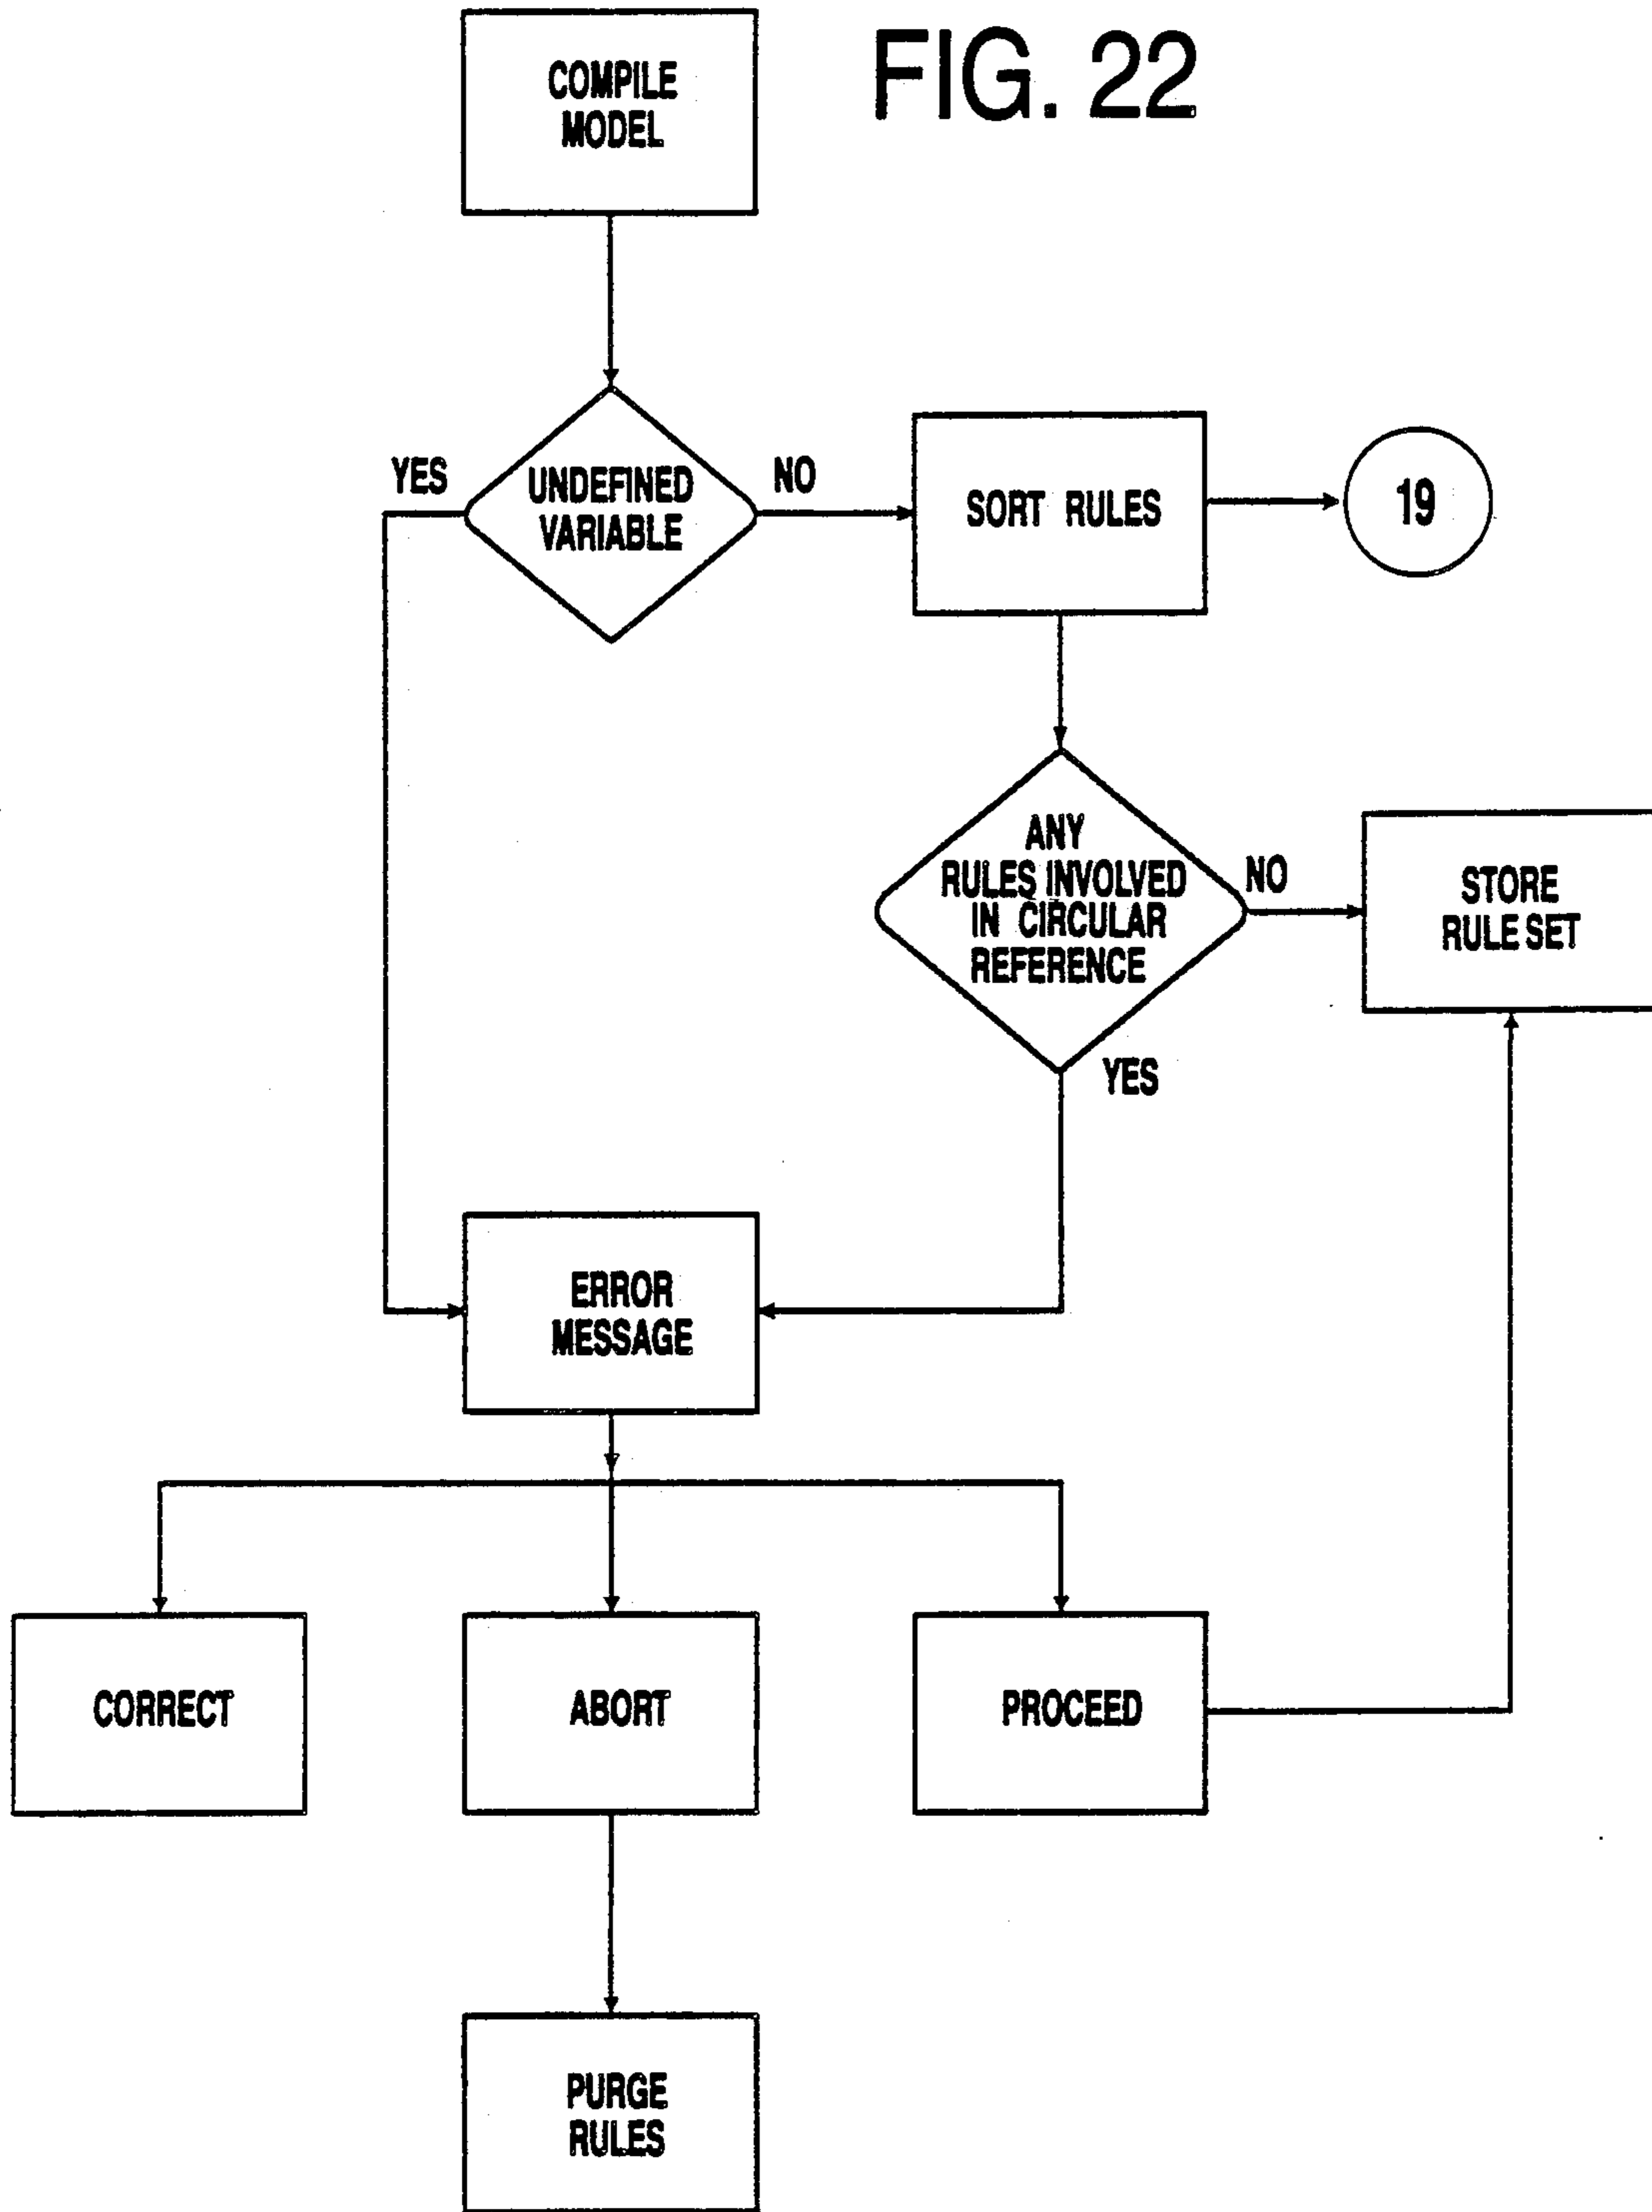 FIG. 22
COMPILE
MODEL
YES
UNDEFINED
VARIABLE
NO
SORT RULES
19
ANY
RULES INVOLVED
IN CIRCULAR
REFERENCE
NO
YES
STORE
RULE SET
ERROR
MESSAGE
CORRECT
ABORT
PROCEED
PURGE
RULES